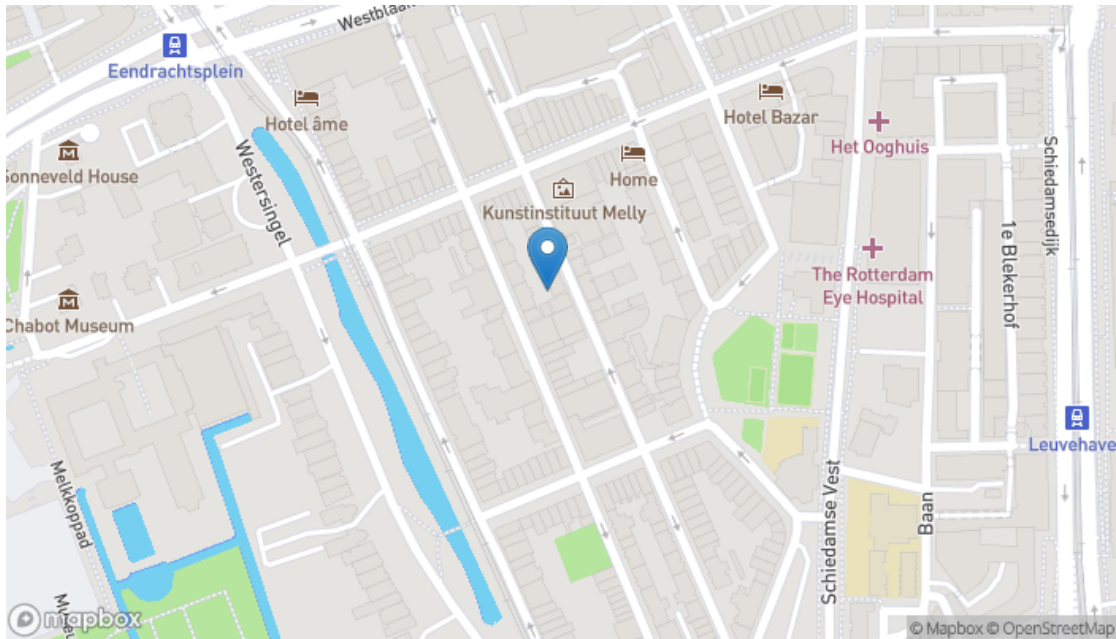 Westblaak
Eendrachtsplein
Hotel âme
Hotel Bazar
Het Ooghuis
Sonneveld House
Westersingel
Home
Kunstinstituut Melly
Schiedamsedijk
1e Blekerhof
The Rotterdam
Eye Hospital
Chabot Museum
Leuvehave
Melkkoppad
Schiedamse Vest
Baan
Museu
mapbox
© Mapbox © OpenStreetMap